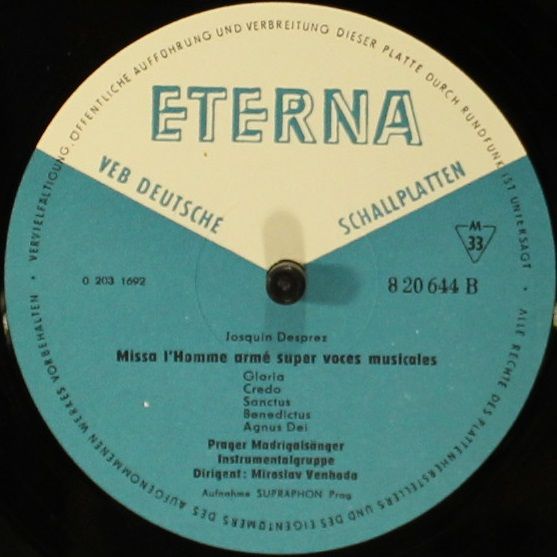 ALLE RECHTE DES PLATTENHERSTELLERS UND DES EIGENTÜMERS DES AUFGENOMMENEN WERKES VORBEHALTEN • VERVIELFÄLTIGUNG, ÖFFENTLICHE AUFFÜHRUNG UND VERBREITUNG DIESER PLATTE DURCH RUNDFUNK IST UNTERSAGT •
ETERNA
VEB DEUTSCHE SCHALLPLATTEN
M
33
0 203 1692
8 20 644 B
Josquin Desprez
Missa l'Homme armé super voces musicales
Gloria
Credo
Sanctus
Benedictus
Agnus Dei
Prager Madrigalsänger
Instrumentalgruppe
Dirigent: Miroslav Venhoda
Aufnahme SUPRAPHON Prag